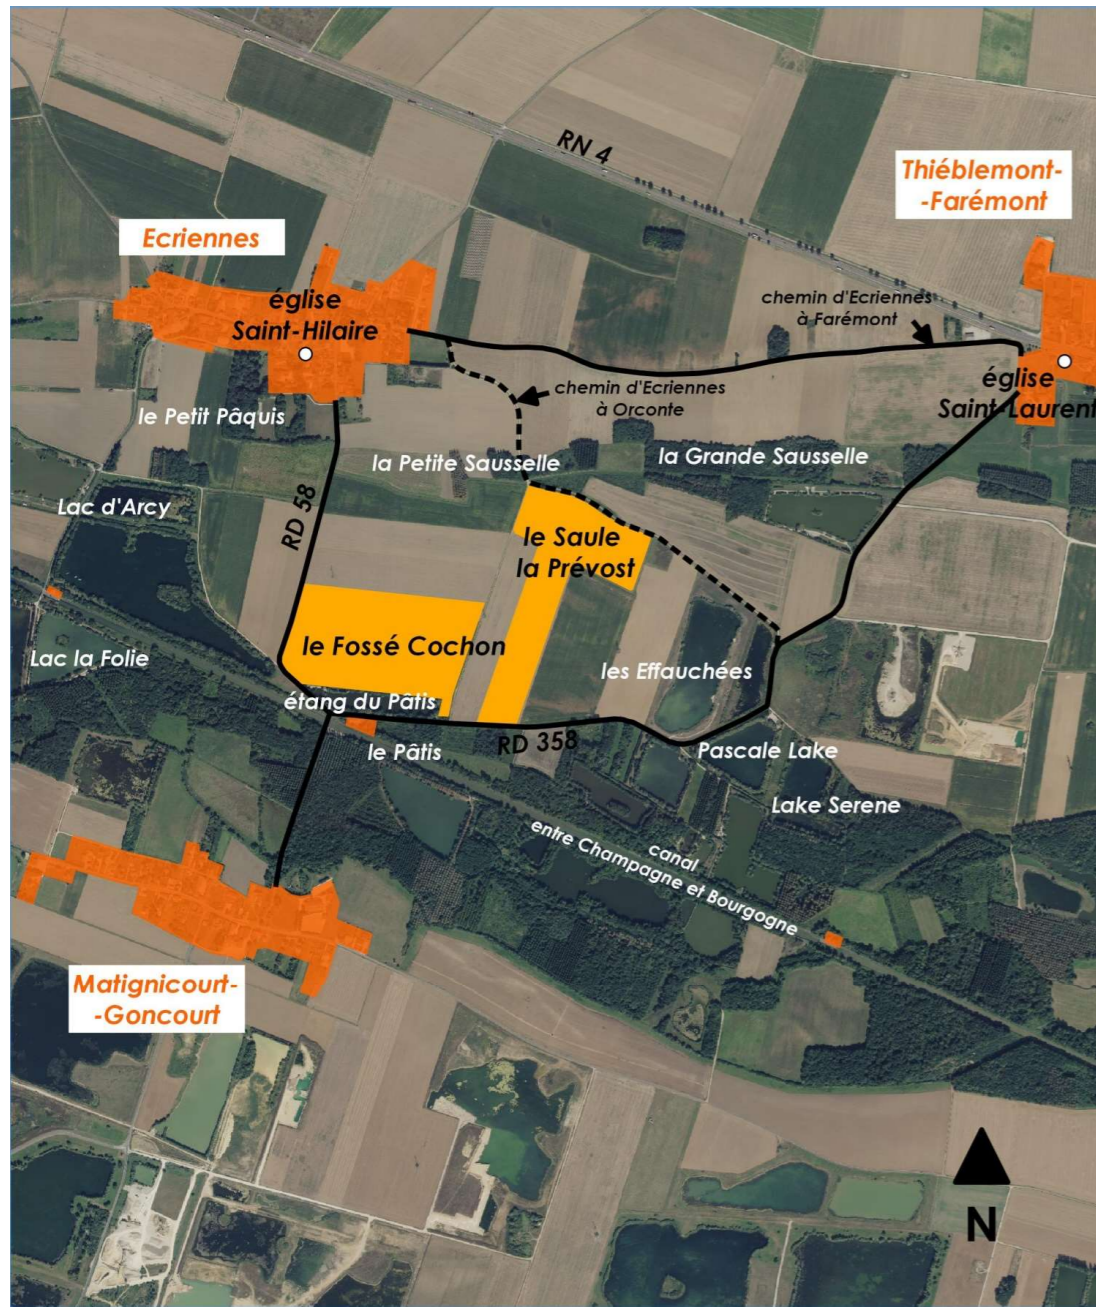 RN 4
Thiéblemont-
-Farémont
Ecriennes
église
Saint-Hilaire
chemin d'Ecriennes
à Farémont
chemin d'Ecriennes
à Orconte
église
Saint-Laurent
le Petit Pâquis
la Petite Sausselle
la Grande Sausselle
Lac d'Arcy
RD 58
le Saule
la Prévost
le Fossé Cochon
Lac la Folie
les Effauchées
étang du Pâtis
RD 358
le Pâtis
Pascale Lake
Lake Serene
canal
entre Champagne et Bourgogne
Matignicourt-
-Goncourt
N